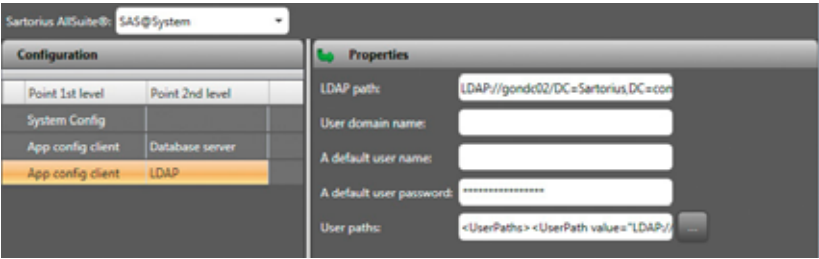 Sartorius AllSuite®: SAS@System
Configuration
Point 1st level Point 2nd level
System Config
App config client Database server
App config client LDAP
Properties
LDAP path: LDAP://gondc02/DC=Sartorius,DC=com
User domain name:
A default user name:
A default user password: ****************
User paths: <UserPaths><UserPath value="LDAP:// ...